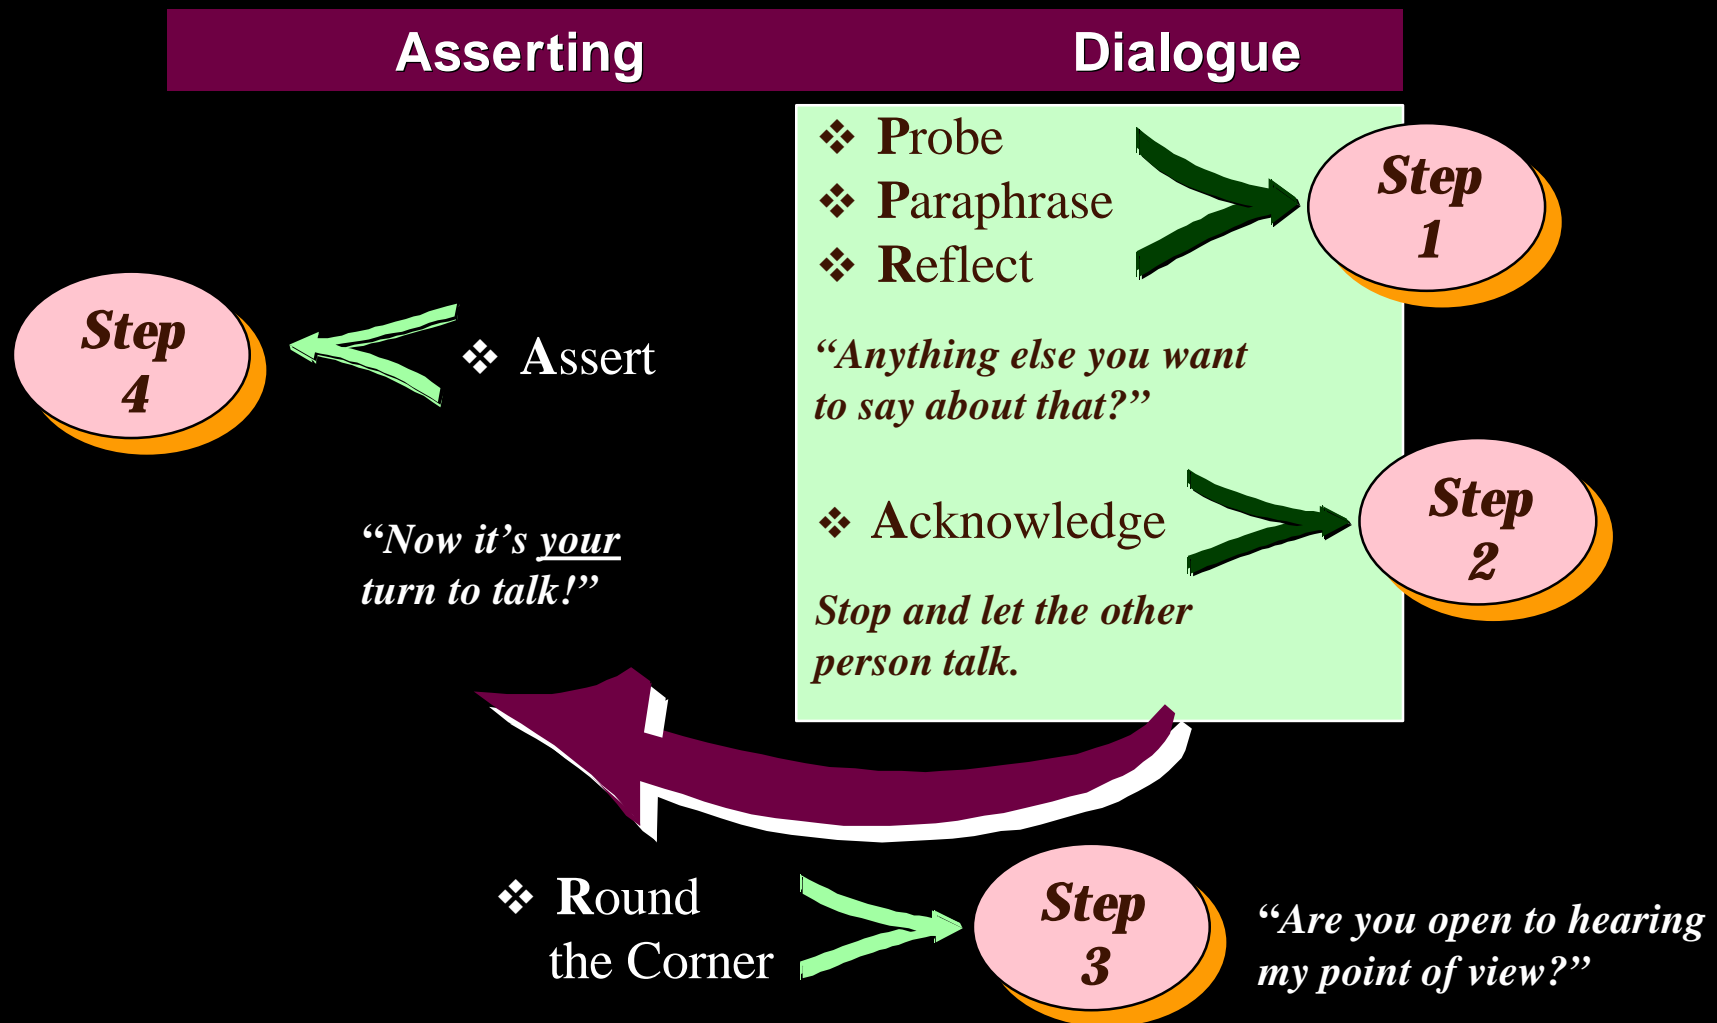 Asserting Dialogue
❖ Probe
❖ Paraphrase
❖ Reflect
Step
1
“Anything else you want
to say about that?”
❖ Acknowledge
Step
2
Stop and let the other
person talk.
❖ Round
the Corner
Step
3
“Are you open to hearing
my point of view?”
Step
4
❖ Assert
“Now it’s your
turn to talk!”